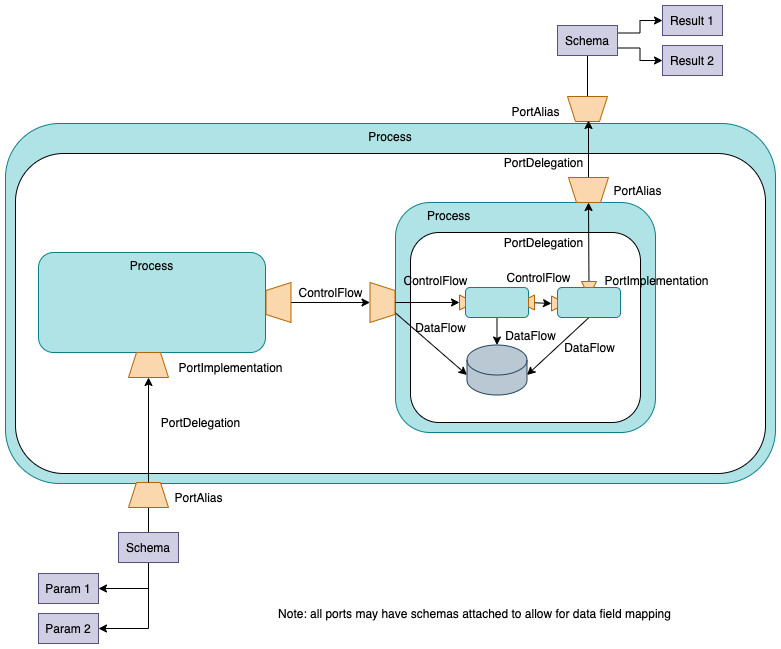 Result 1
Schema
Result 2
PortAlias
Process
PortDelegation
PortAlias
Process
PortDelegation
Process
ControlFlow
ControlFlow
ControlFlow
PortImplementation
DataFlow
DataFlow
DataFlow
PortImplementation
PortDelegation
PortAlias
Schema
Param 1
Param 2
Note: all ports may have schemas attached to allow for data field mapping